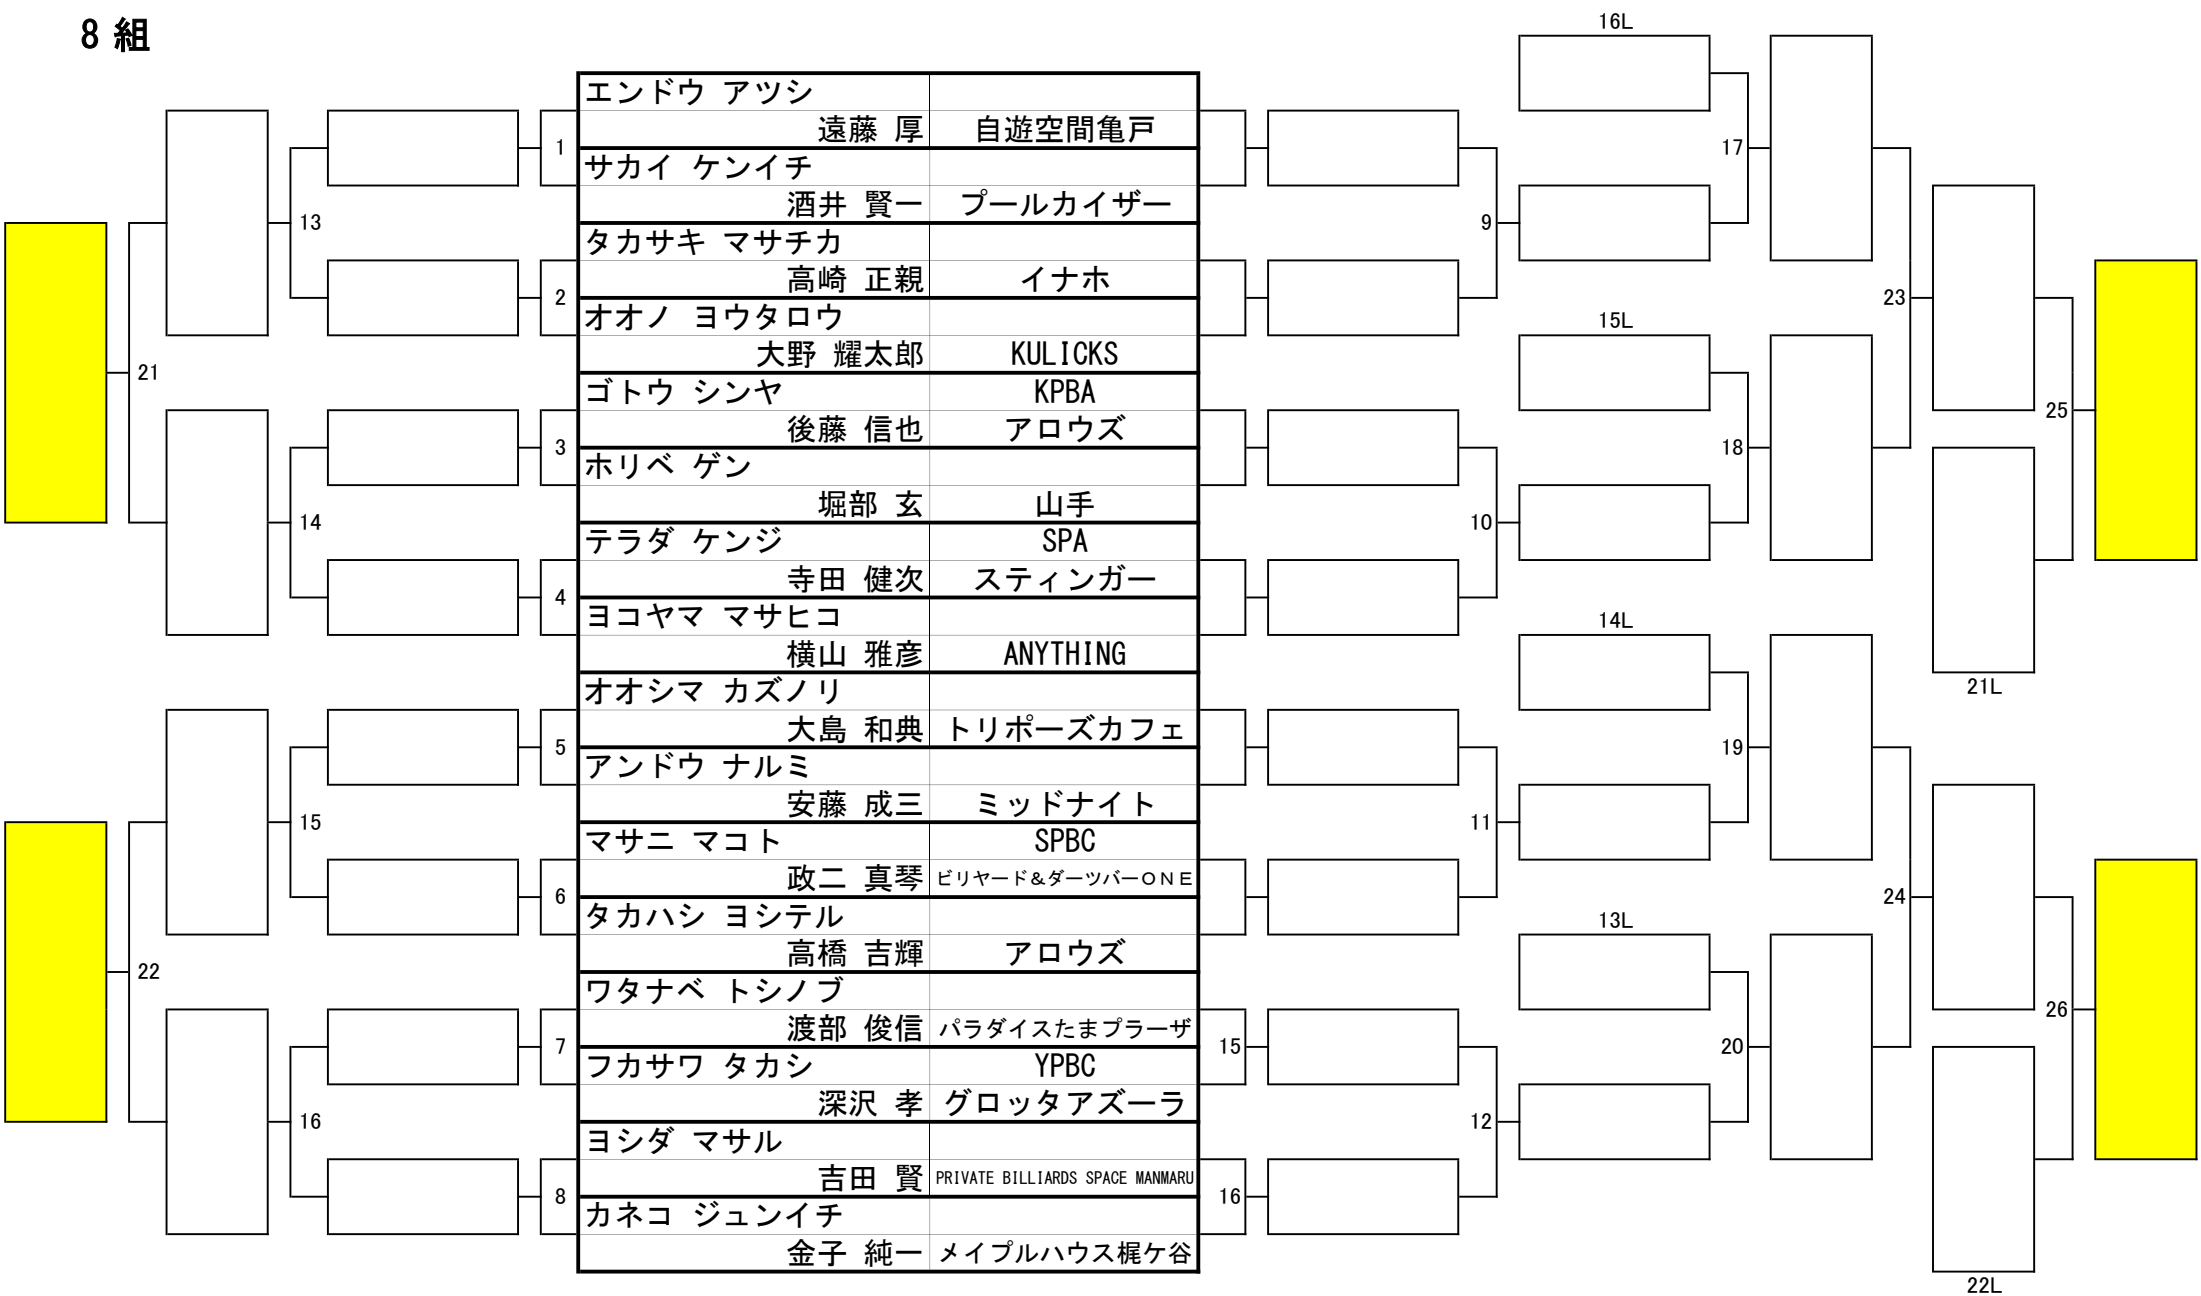 8 組
エンドウ アツシ
遠藤 厚 自遊空間亀戸
サカイ ケンイチ
酒井 賢一 プールカイザー
タカサキ マサチカ
高崎 正親 イナホ
オオノ ヨウタロウ
大野 耀太郎 KULICKS
ゴトウ シンヤ KPBA
後藤 信也 アロウズ
ホリベ ゲン
堀部 玄 山手
テラダ ケンジ SPA
寺田 健次 スティンガー
ヨコヤマ マサヒコ
横山 雅彦 ANYTHING
オオシマ カズノリ
大島 和典 トリポーズカフェ
アンドウ ナルミ
安藤 成三 ミッドナイト
マサニ マコト SPBC
政二 真琴 ビリヤード&ダーツバーONE
タカハシ ヨシテル
高橋 吉輝 アロウズ
ワタナベ トシノブ
渡部 俊信 パラダイスたまプラーザ
フカサワ タカシ YPBC
深沢 孝 グロッタアズーラ
ヨシダ マサル
吉田 賢 PRIVATE BILLIARDS SPACE MANMARU
カネコ ジュンイチ
金子 純一 メイプルハウス梶ケ谷
1
2
3
4
5
6
7
8
13
14
15
16
21
22
15
16
9
10
11
12
16L
17
15L
18
14L
19
13L
20
23
24
21L
22L
25
26